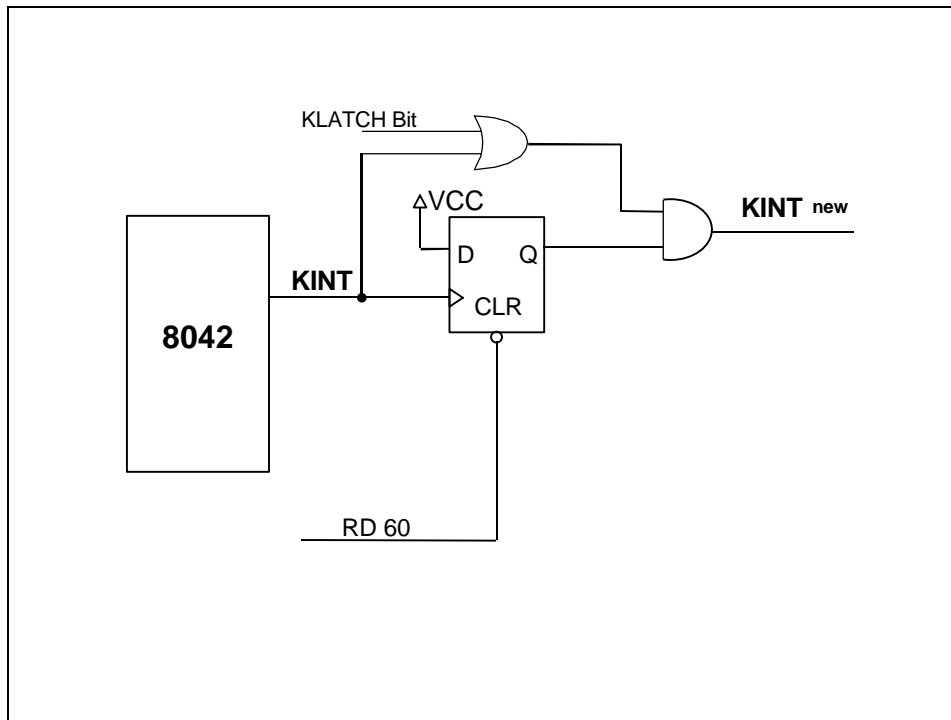 KLATCH Bit
VCC
KINT new
D Q
KINT
CLR
8042
RD 60